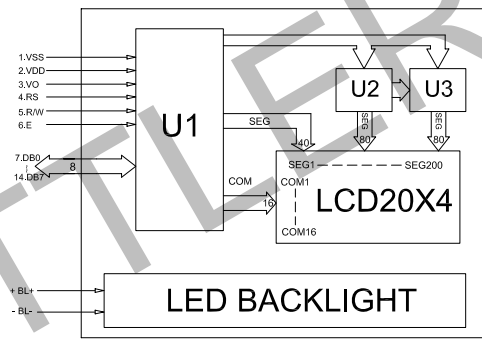 1.VSS
2.VDD
3.VO
4.RS
5.R/W
6.E
7.DB0
14.DB7
8
U1
U2
U3
SEG
SEG
SEG
40
80
80
SEG1
SEG200
COM
16
COM1
COM16
LCD20X4
+ BL+
- BL-
LED BACKLIGHT